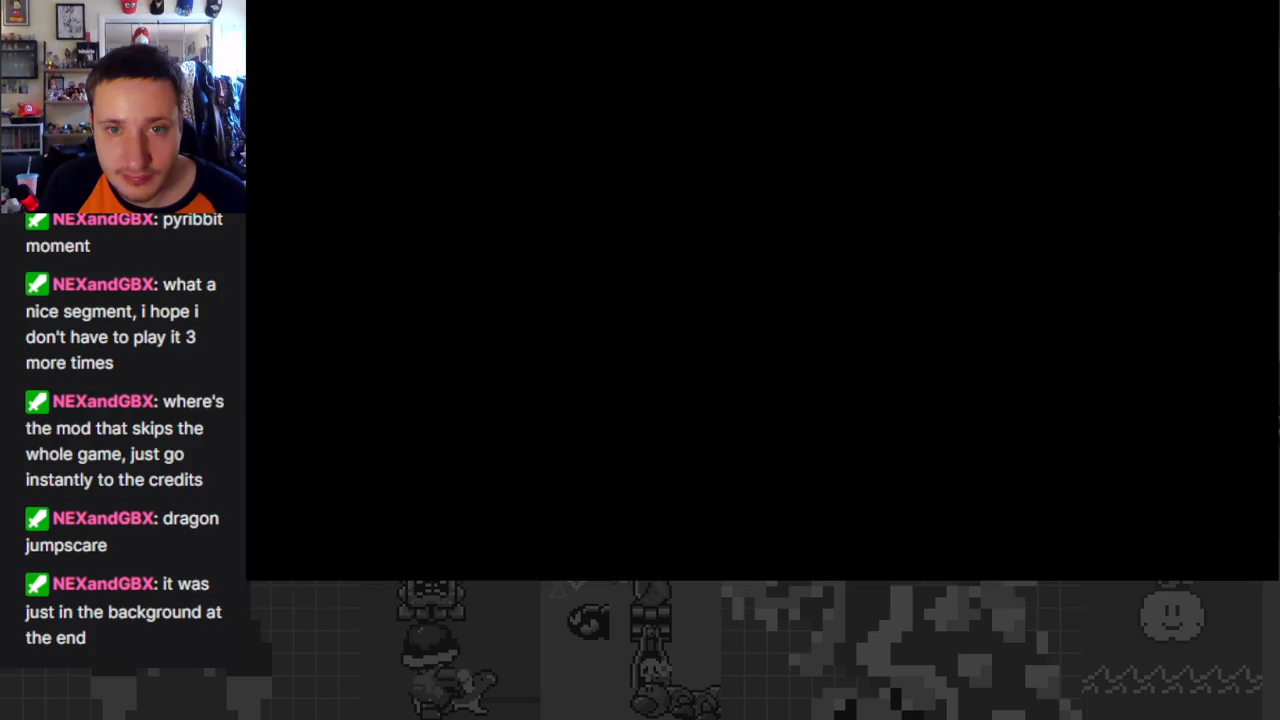 NEXandGBX: pyribbit
moment
NEXandGBX: what a
nice segment, i hope i
don't have to play it 3
more times
NEXandGBX: where's
the mod that skips the
whole game, just go
instantly to the credits
NEXandGBX: dragon
jumpscare
NEXandGBX: it was
just in the background at
the end